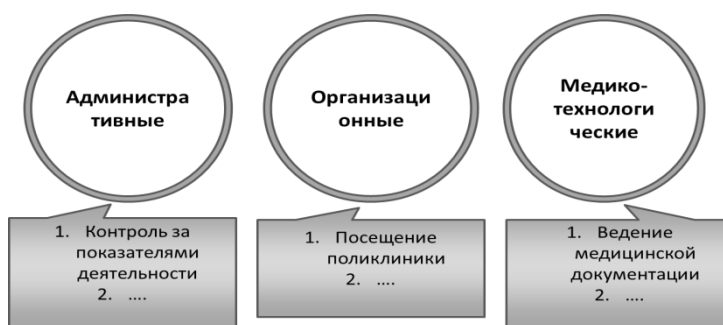 Администра
тивные
Организаци
онные
Медико-
технологи
ческие
1. Контроль за
показателями
деятельности
2. ....
1. Посещение
поликлиники
2. ....
1. Ведение
медицинской
документации
2. ....